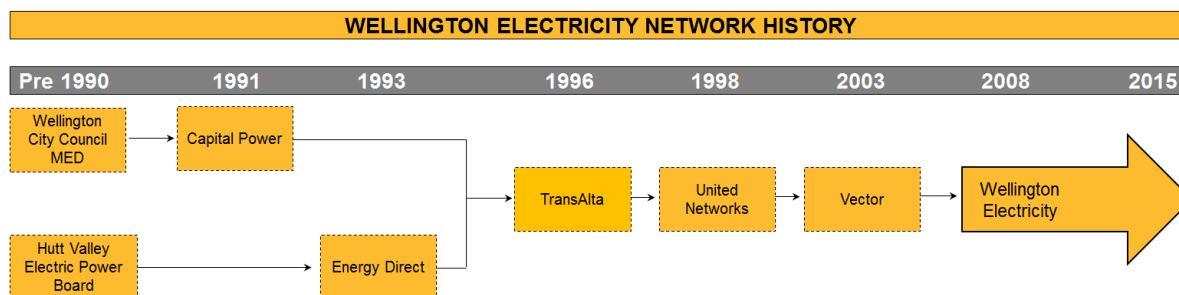 WELLINGTON ELECTRICITY NETWORK HISTORY
Pre 1990 1991 1993 1996 1998 2003 2008 2015
Wellington
City Council
MED
Capital Power
TransAlta
United
Networks
Vector
Wellington
Electricity
Hutt Valley
Electric Power
Board
Energy Direct